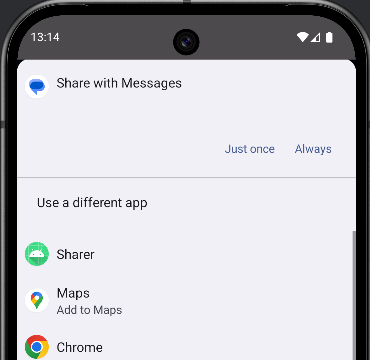 13:14
Share with Messages
Just once
Always
Use a different app
Sharer
Maps
Add to Maps
Chrome